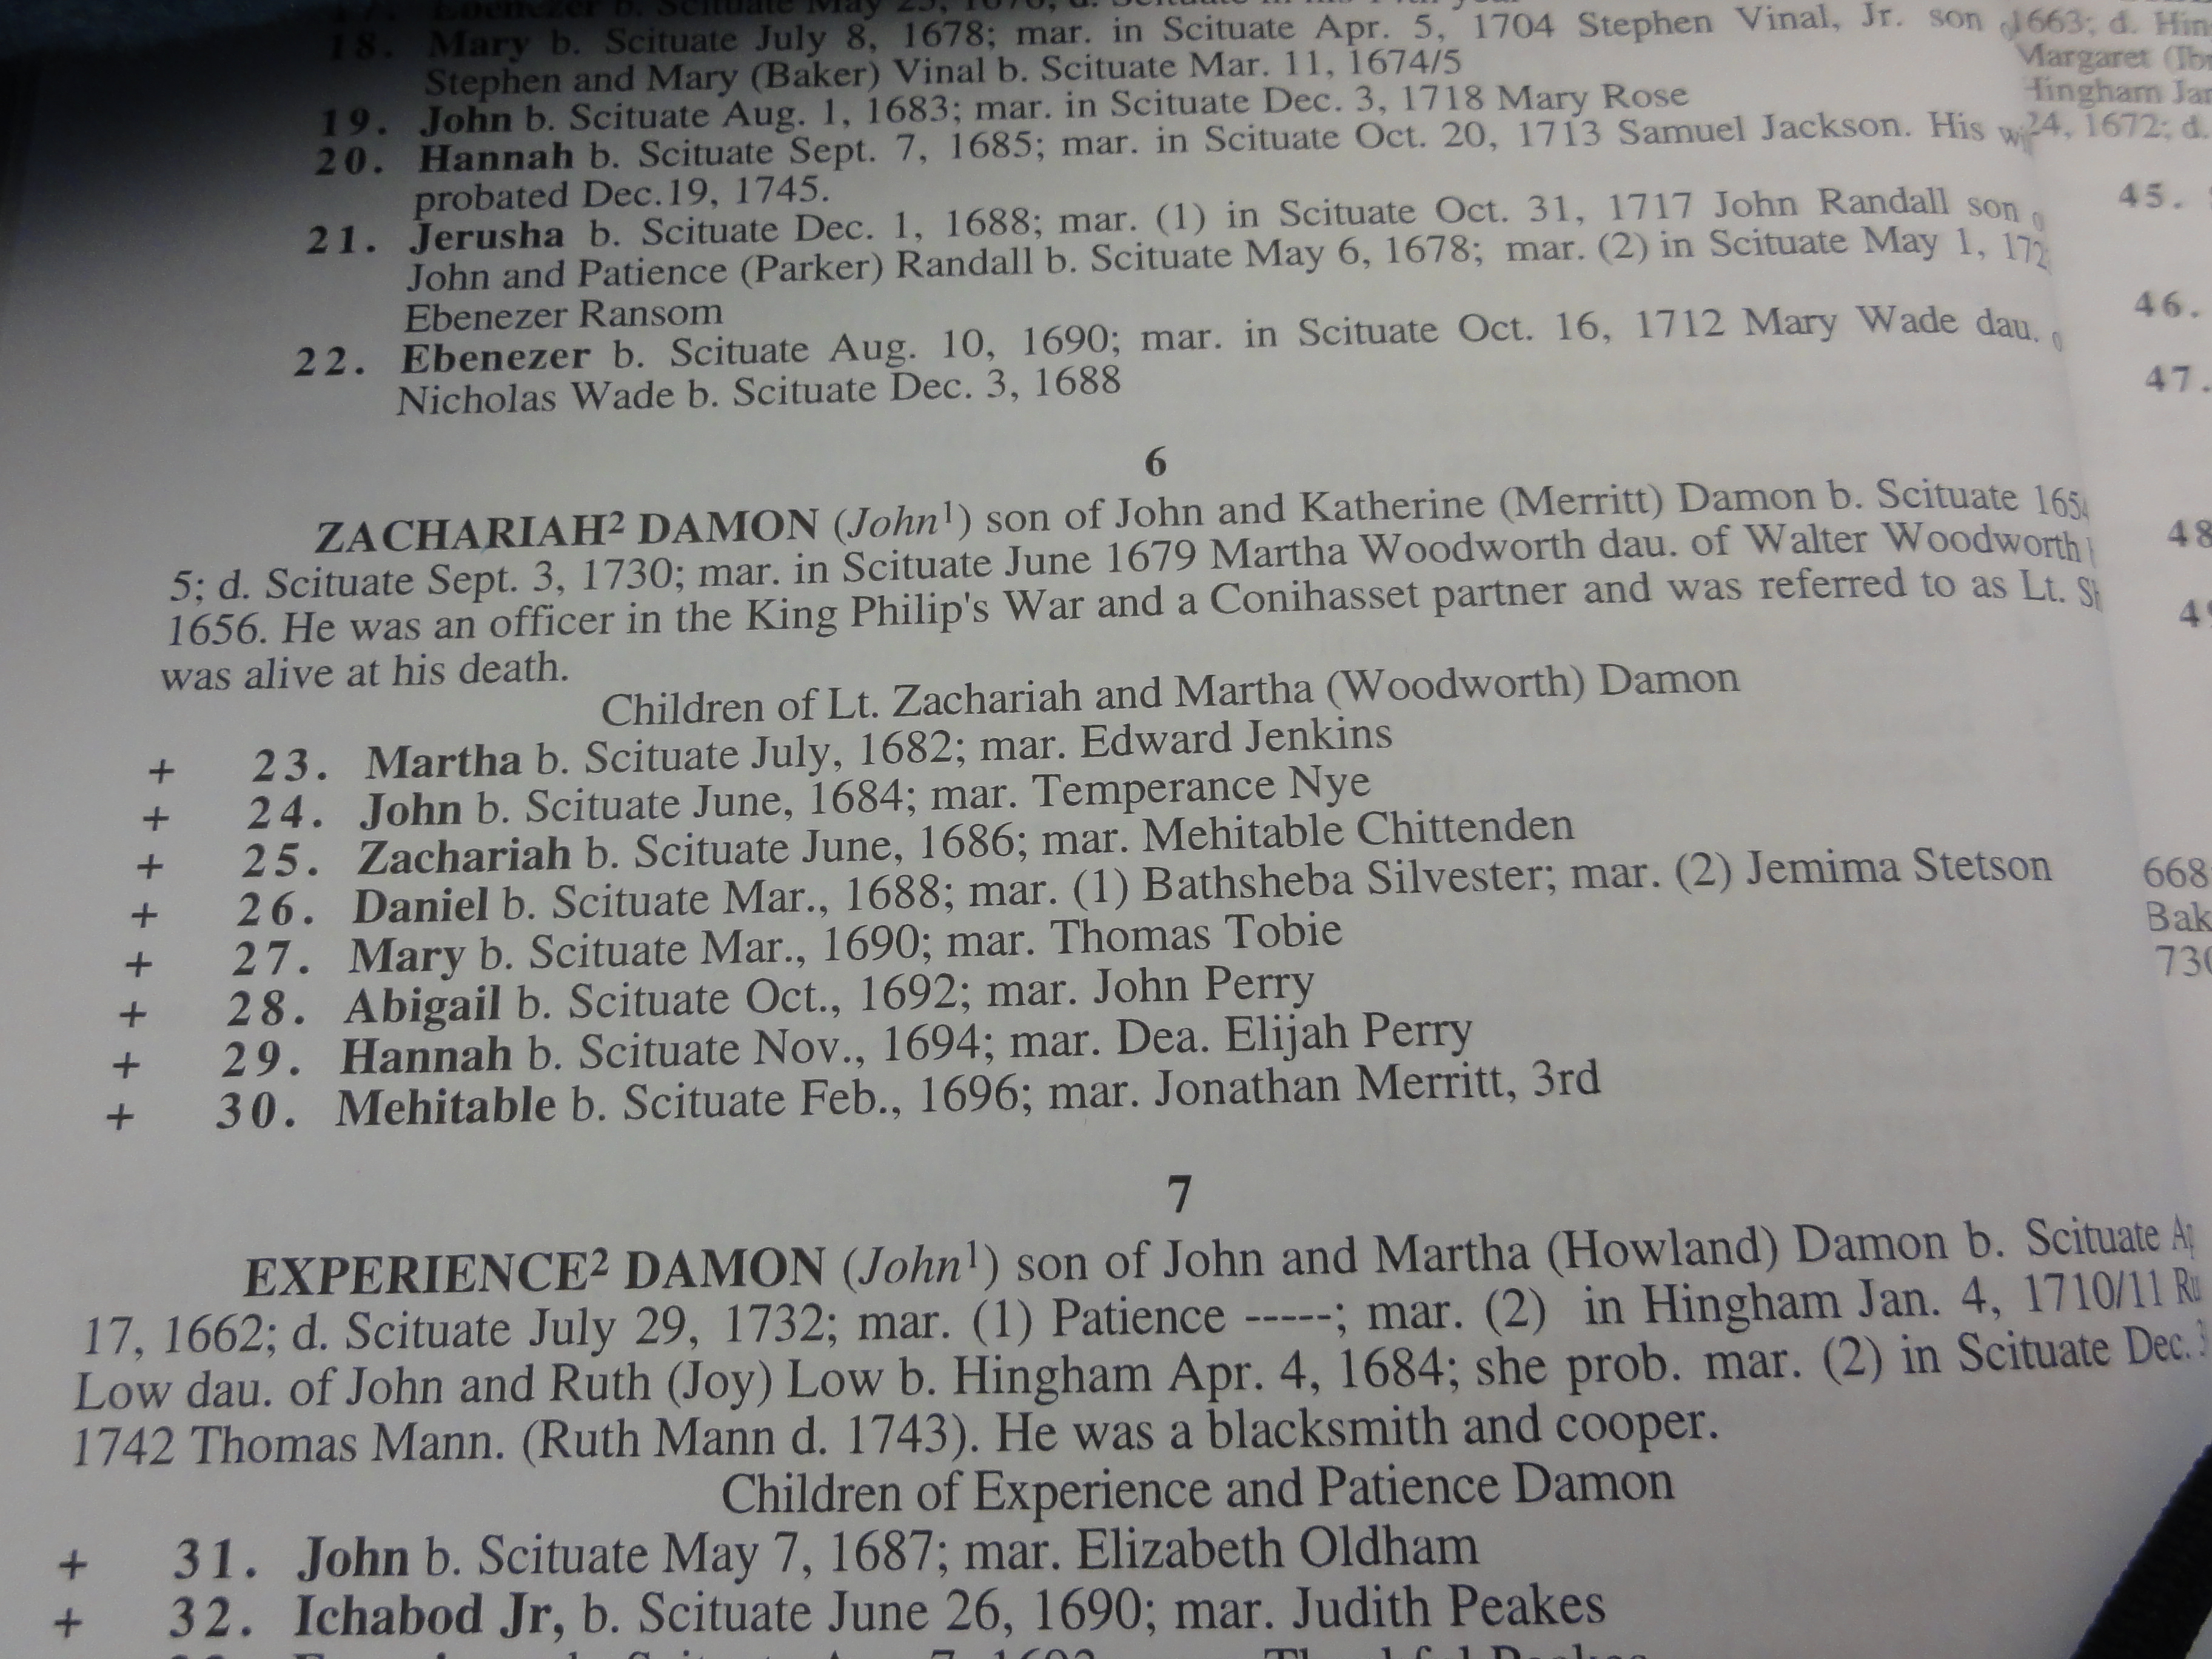 18. Mary b. Scituate July 8, 1678; mar. in Scituate Apr. 5, 1704 Stephen Vinal, Jr. son
Stephen and Mary (Baker) Vinal b. Scituate Mar. 11, 1674/5
19. John b. Scituate Aug. 1, 1683; mar. in Scituate Dec. 3, 1718 Mary Rose
20. Hannah b. Scituate Sept. 7, 1685; mar. in Scituate Oct. 20, 1713 Samuel Jackson. His
probated Dec.19, 1745.
21. Jerusha b. Scituate Dec. 1, 1688; mar. (1) in Scituate Oct. 31, 1717 John Randall son
John and Patience (Parker) Randall b. Scituate May 6, 1678; mar. (2) in Scituate May 1, 172
Ebenezer Ransom
22. Ebenezer b. Scituate Aug. 10, 1690; mar. in Scituate Oct. 16, 1712 Mary Wade dau.
Nicholas Wade b. Scituate Dec. 3, 1688
6
ZACHARIAH² DAMON (John¹) son of John and Katherine (Merritt) Damon b. Scituate 165
5; d. Scituate Sept. 3, 1730; mar. in Scituate June 1679 Martha Woodworth dau. of Walter Woodworth
1656. He was an officer in the King Philip's War and a Conihasset partner and was referred to as Lt.
was alive at his death.
Children of Lt. Zachariah and Martha (Woodworth) Damon
+ 23. Martha b. Scituate July, 1682; mar. Edward Jenkins
+ 24. John b. Scituate June, 1684; mar. Temperance Nye
+ 25. Zachariah b. Scituate June, 1686; mar. Mehitable Chittenden
+ 26. Daniel b. Scituate Mar., 1688; mar. (1) Bathsheba Silvester; mar. (2) Jemima Stetson
+ 27. Mary b. Scituate Mar., 1690; mar. Thomas Tobie
+ 28. Abigail b. Scituate Oct., 1692; mar. John Perry
+ 29. Hannah b. Scituate Nov., 1694; mar. Dea. Elijah Perry
+ 30. Mehitable b. Scituate Feb., 1696; mar. Jonathan Merritt, 3rd
7
EXPERIENCE² DAMON (John¹) son of John and Martha (Howland) Damon b. Scituate
17, 1662; d. Scituate July 29, 1732; mar. (1) Patience -----; mar. (2) in Hingham Jan. 4, 1710/11
Low dau. of John and Ruth (Joy) Low b. Hingham Apr. 4, 1684; she prob. mar. (2) in Scituate Dec.
1742 Thomas Mann. (Ruth Mann d. 1743). He was a blacksmith and cooper.
Children of Experience and Patience Damon
+ 31. John b. Scituate May 7, 1687; mar. Elizabeth Oldham
+ 32. Ichabod Jr, b. Scituate June 26, 1690; mar. Judith Peakes
1663; d.
Margaret
Hingham
24, 1672; d.
45.
46.
47.
48
668
Bak
730